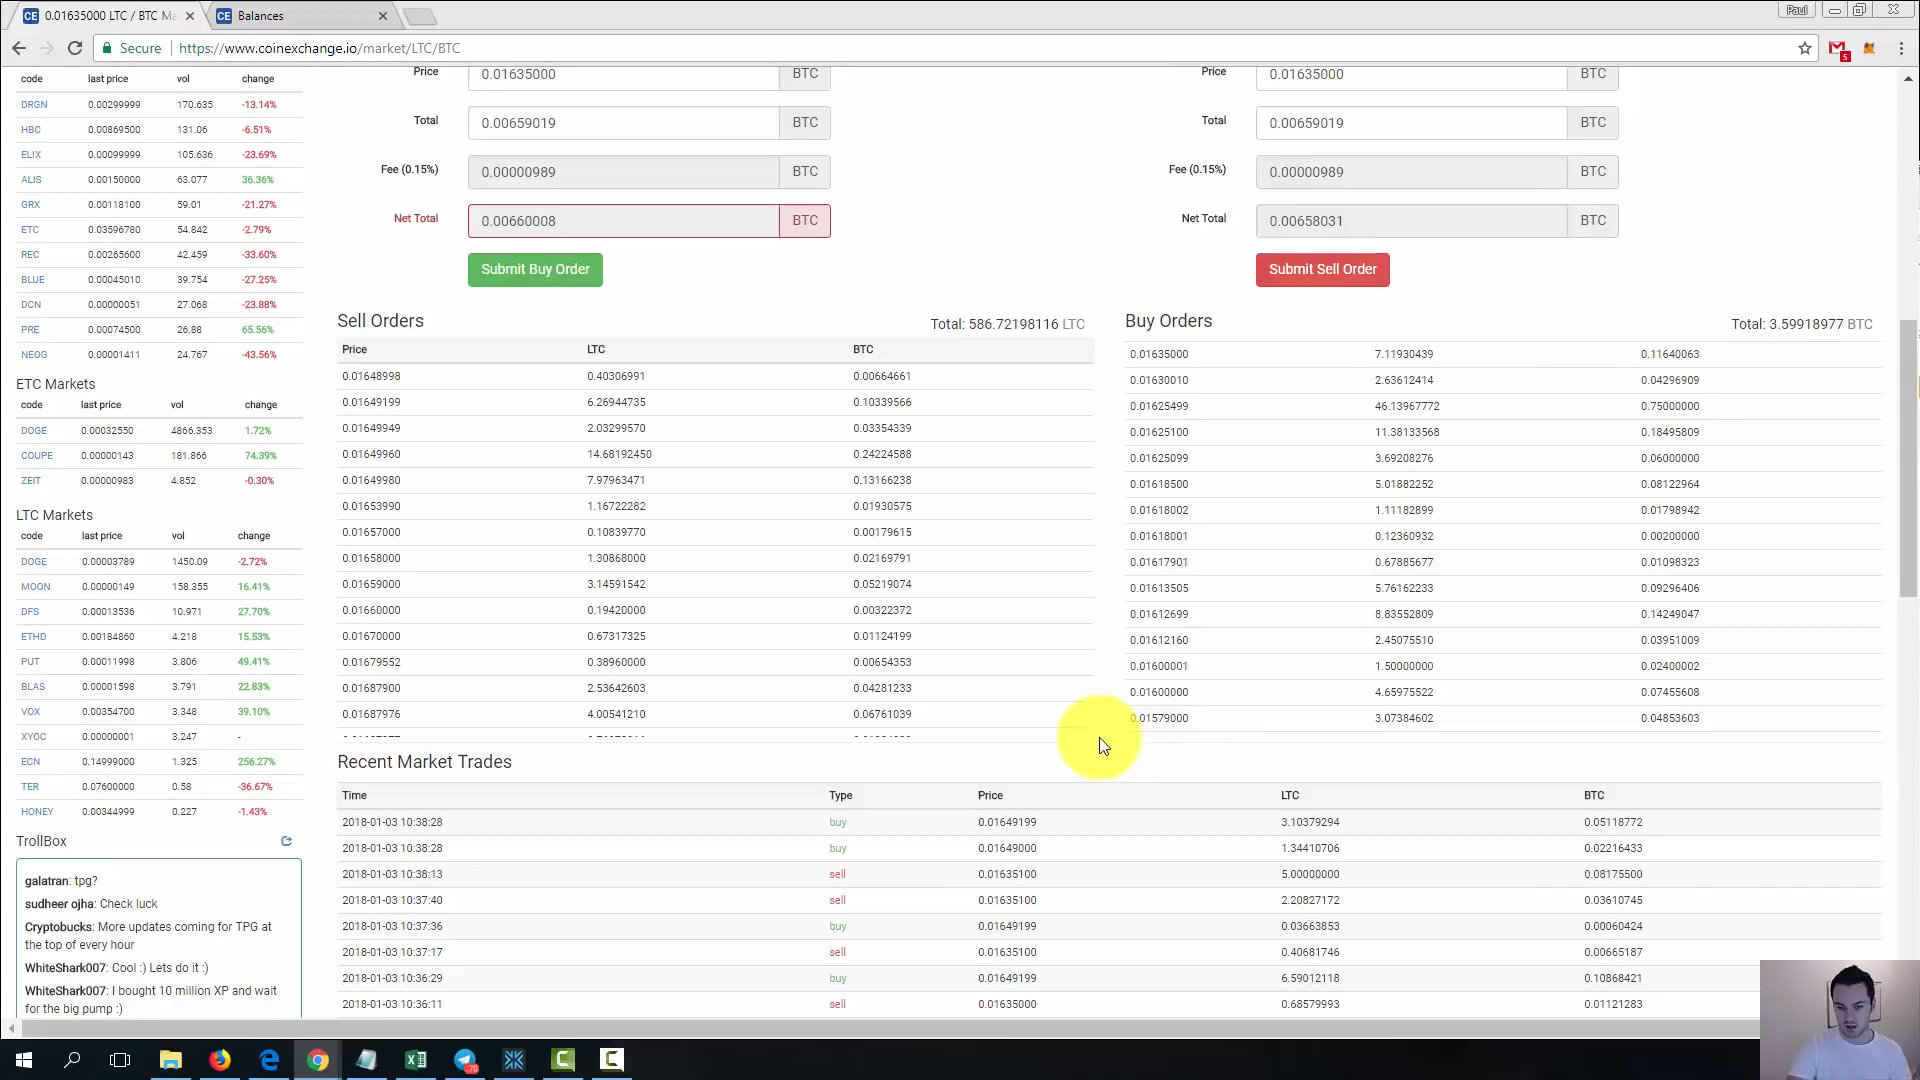 0.01635000 LTC / BTC Ma
Balances
Paul
Secure
https://www.coinexchange.io/market/LTC/BTC
5
code last price vol change
DRGN 0.00299999 170.635 -13.14%
HBC 0.00869500 131.06 -6.51%
ELIX 0.00099999 105.636 -23.69%
ALIS 0.00150000 63.077 36.36%
GRX 0.00118100 59.01 -21.27%
ETC 0.03596780 54.842 -2.79%
REC 0.00265600 42.459 -33.60%
BLUE 0.00045010 39.754 -27.25%
DCN 0.00000051 27.068 -23.88%
PRE 0.00074500 26.88 65.56%
NEOG 0.00001411 24.767 -43.56%
ETC Markets
code last price vol change
DOGE 0.00032550 4866.353 1.72%
COUPE 0.00000143 181.866 74.39%
ZEIT 0.00000983 4.852 -0.30%
LTC Markets
code last price vol change
DOGE 0.00003789 1450.09 -2.72%
MOON 0.00000149 158.355 16.41%
DFS 0.00013536 10.971 27.70%
ETHD 0.00184860 4.218 15.53%
PUT 0.00011998 3.806 49.41%
BLAS 0.00001598 3.791 22.83%
VOX 0.00354700 3.348 39.10%
XYOC 0.00000001 3.247 -
ECN 0.14999000 1.325 256.27%
TER 0.07600000 0.58 -36.67%
HONEY 0.00344999 0.227 -1.43%
TrollBox
galatran: tpg?
sudheer ojha: Check luck
Cryptobucks: More updates coming for TPG at
the top of every hour
WhiteShark007: Cool :) Lets do it :)
WhiteShark007: I bought 10 million XP and wait
for the big pump :)
Price 0.01635000 BTC
Total 0.00659019 BTC
Fee (0.15%) 0.00000989 BTC
Net Total 0.00660008 BTC
Submit Buy Order
Price 0.01635000 BTC
Total 0.00659019 BTC
Fee (0.15%) 0.00000989 BTC
Net Total 0.00658031 BTC
Submit Sell Order
Sell Orders Total: 586.72198116 LTC
Price LTC BTC
0.01648998 0.40306991 0.00664661
0.01649199 6.26944735 0.10339566
0.01649949 2.03299570 0.03354339
0.01649960 14.68192450 0.24224588
0.01649980 7.97963471 0.13166238
0.01653990 1.16722282 0.01930575
0.01657000 0.10839770 0.00179615
0.01658000 1.30868000 0.02169791
0.01659000 3.14591542 0.05219074
0.01660000 0.19420000 0.00322372
0.01670000 0.67317325 0.01124199
0.01679552 0.38960000 0.00654353
0.01687900 2.53642603 0.04281233
0.01687976 4.00541210 0.06761039
Buy Orders Total: 3.59918977 BTC
0.01635000 7.11930439 0.11640063
0.01630010 2.63612414 0.04296909
0.01625499 46.13967772 0.75000000
0.01625100 11.38133568 0.18495809
0.01625099 3.69208276 0.06000000
0.01618500 5.01882252 0.08122964
0.01618002 1.11182899 0.01798942
0.01618001 0.12360932 0.00200000
0.01617901 0.67885677 0.01098323
0.01613505 5.76162233 0.09296406
0.01612699 8.83552809 0.14249047
0.01612160 2.45075510 0.03951009
0.01600001 1.50000000 0.02400002
0.01600000 4.65975522 0.07455608
0.01579000 3.07384602 0.04853603
Recent Market Trades
Time Type Price LTC BTC
2018-01-03 10:38:28 buy 0.01649199 3.10379294 0.05118772
2018-01-03 10:38:28 buy 0.01649000 1.34410706 0.02216433
2018-01-03 10:38:13 sell 0.01635100 5.00000000 0.08175500
2018-01-03 10:37:40 sell 0.01635100 2.20827172 0.03610745
2018-01-03 10:37:36 buy 0.01649199 0.03663853 0.00060424
2018-01-03 10:37:17 sell 0.01635100 0.40681746 0.00665187
2018-01-03 10:36:29 buy 0.01649199 6.59012118 0.10868421
2018-01-03 10:36:11 sell 0.01635000 0.68579993 0.01121283
70